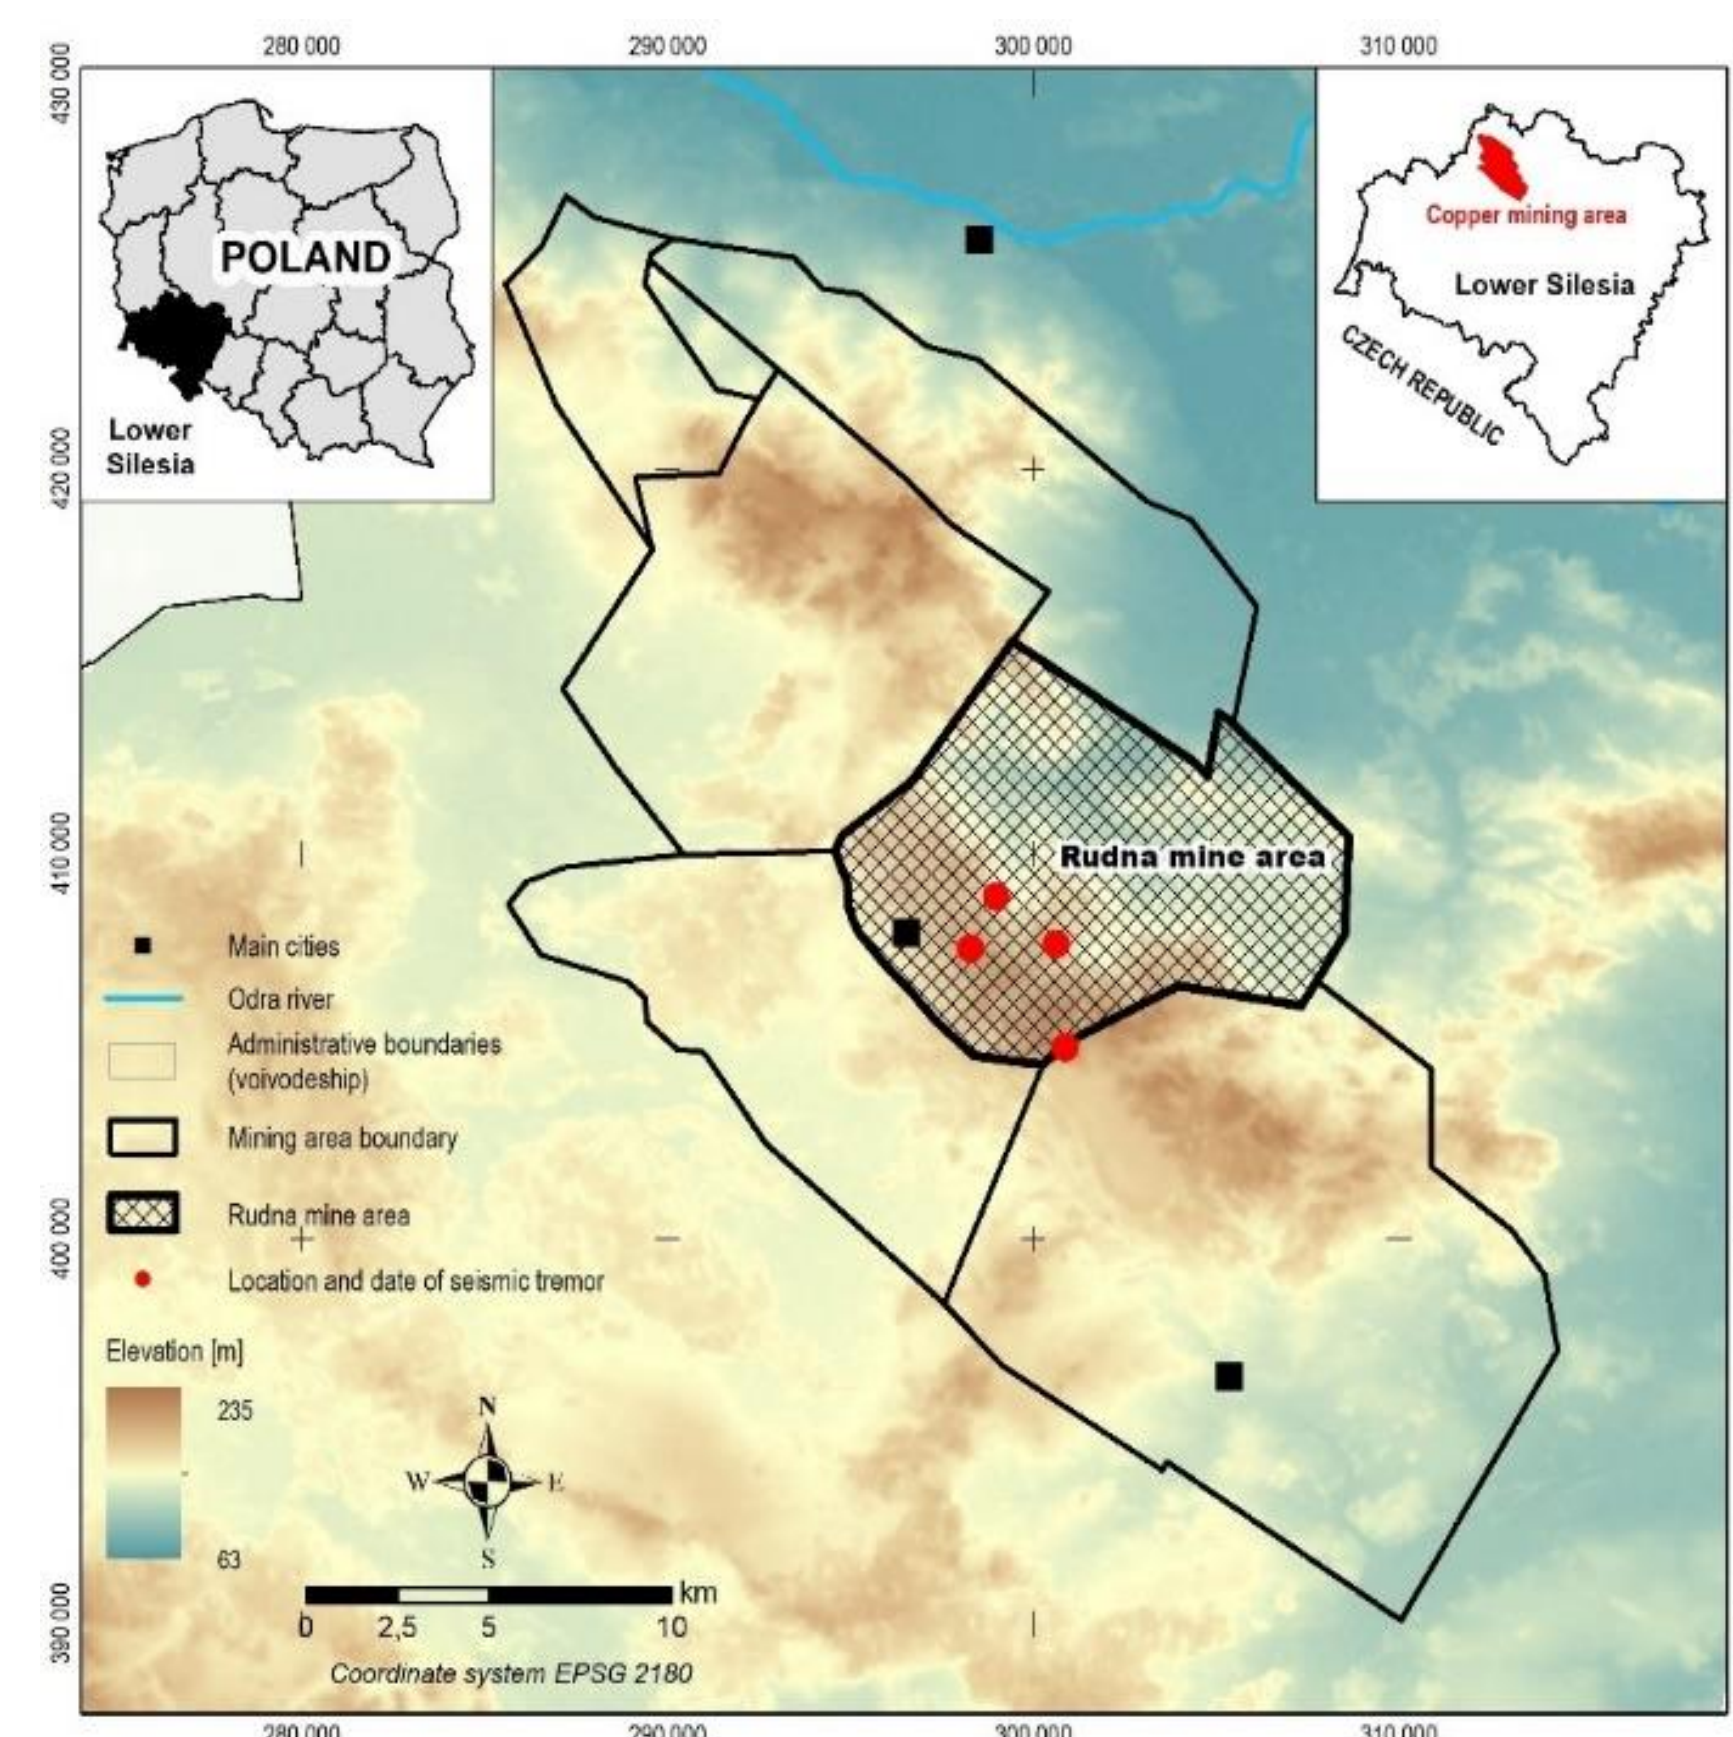 280 000
290 000
300 000
310 000
430 000
420 000
410 000
400 000
390 000
POLAND
Lower
Silesia
Copper mining area
Lower Silesia
CZECH REPUBLIC
Rudna mine area
Main cities
Odra river
Administrative boundaries
(voivodeship)
Mining area boundary
Rudna mine area
Location and date of seismic tremor
Elevation [m]
235
63
N
W E
S
km
0 2,5 5 10
Coordinate system EPSG 2180
280 000
290 000
300 000
310 000